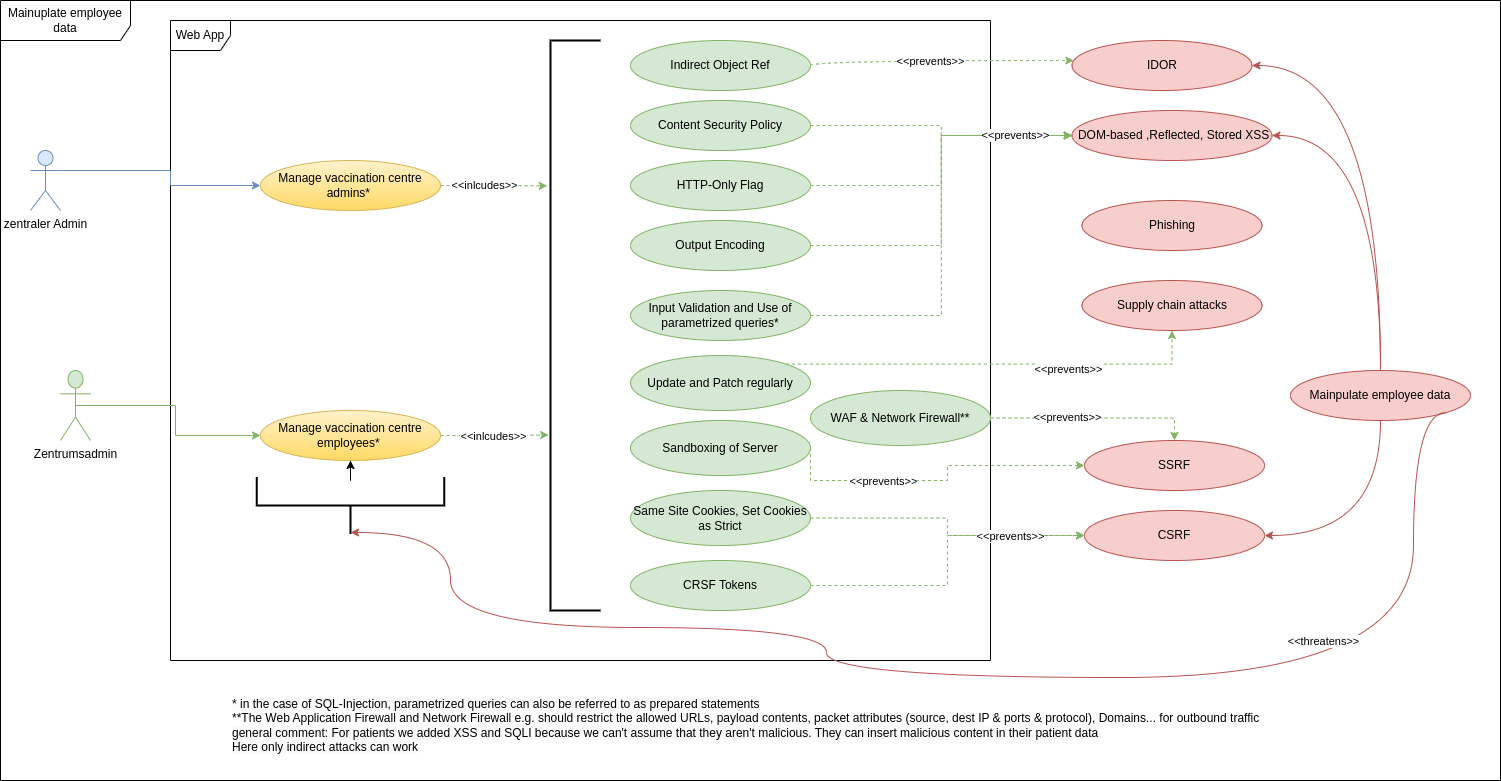 Mainuplate employee
data
Web App
Indirect Object Ref
<<prevents>>
IDOR
Content Security Policy
<<prevents>>
DOM-based ,Reflected, Stored XSS
Manage vaccination centre
admins*
<<inlcudes>>
HTTP-Only Flag
zentraler Admin
Phishing
Output Encoding
Input Validation and Use of
parametrized queries*
Supply chain attacks
Update and Patch regularly
<<prevents>>
Mainpulate employee data
WAF & Network Firewall**
<<prevents>>
Manage vaccination centre
employees*
<<inlcudes>>
Sandboxing of Server
Zentrumsadmin
SSRF
<<prevents>>
Same Site Cookies, Set Cookies
as Strict
<<prevents>>
CSRF
CRSF Tokens
<<threatens>>
* in the case of SQL-Injection, parametrized queries can also be referred to as prepared statements
**The Web Application Firewall and Network Firewall e.g. should restrict the allowed URLs, payload contents, packet attributes (source, dest IP & ports & protocol), Domains... for outbound traffic
general comment: For patients we added XSS and SQLI because we can't assume that they aren't malicious. They can insert malicious content in their patient data
Here only indirect attacks can work